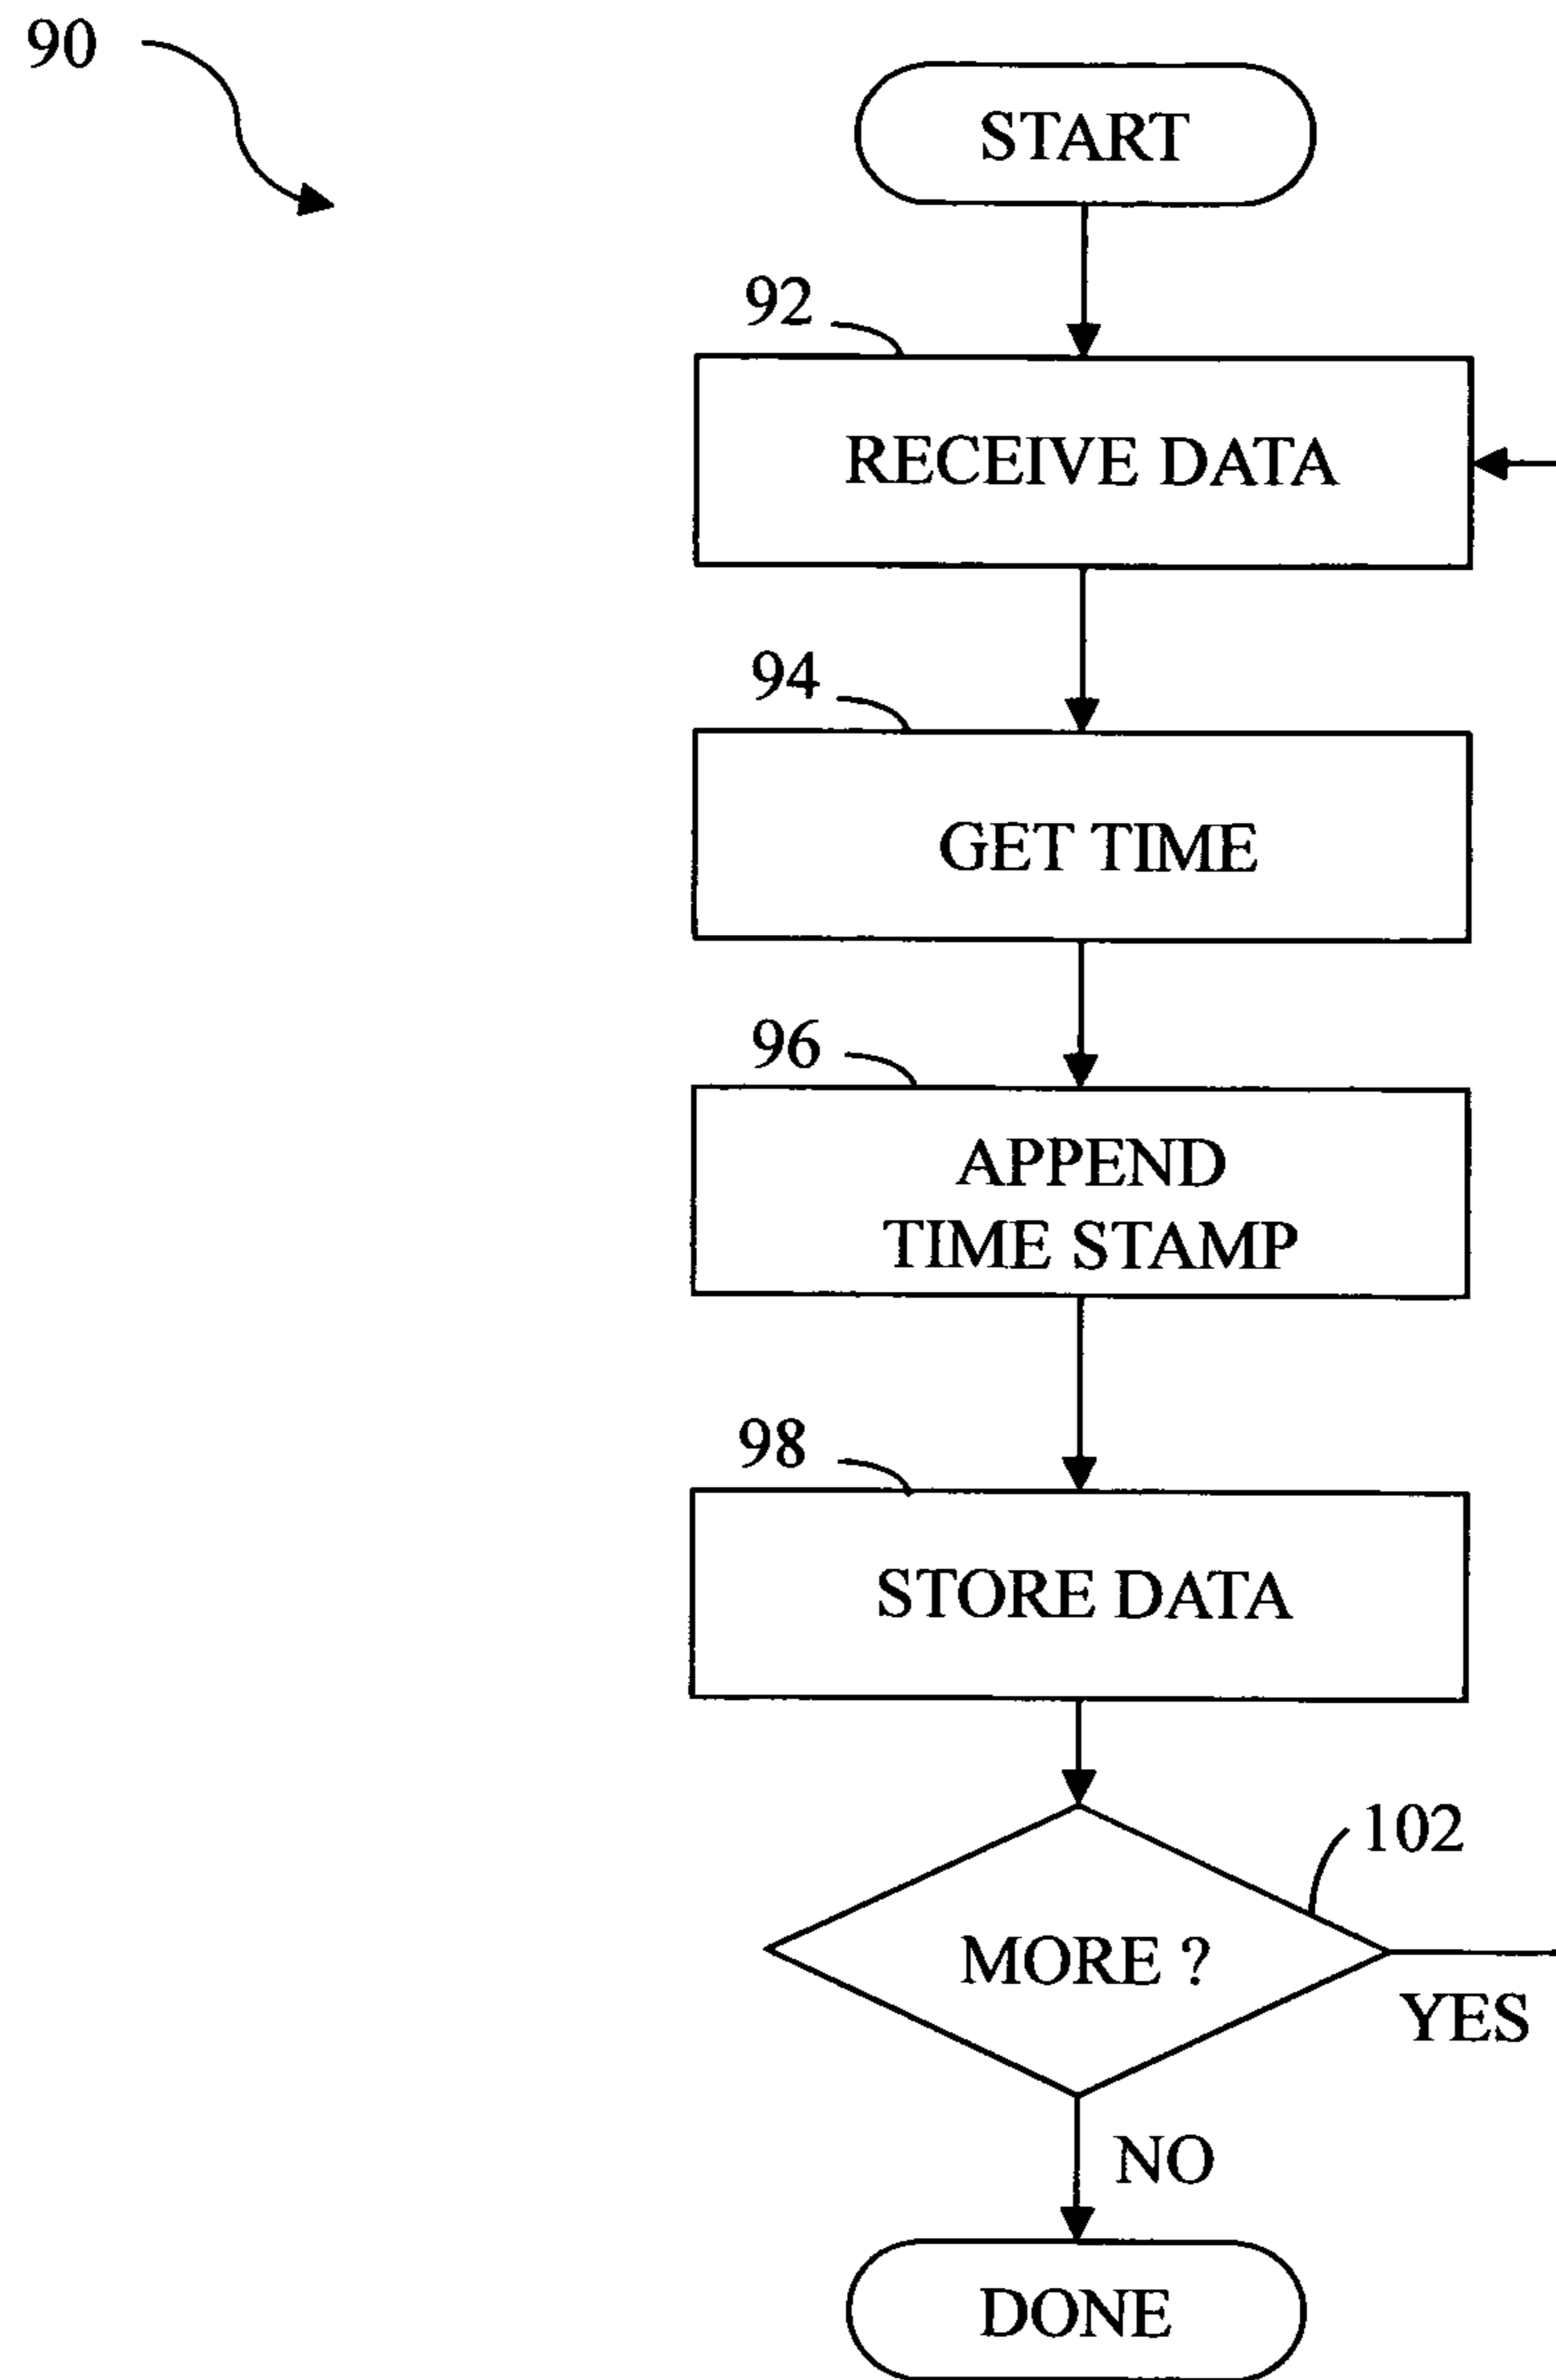 90
START
92
RECEIVE DATA
94
GET TIME
96
APPEND
TIME STAMP
98
STORE DATA
102
MORE ?
YES
NO
DONE